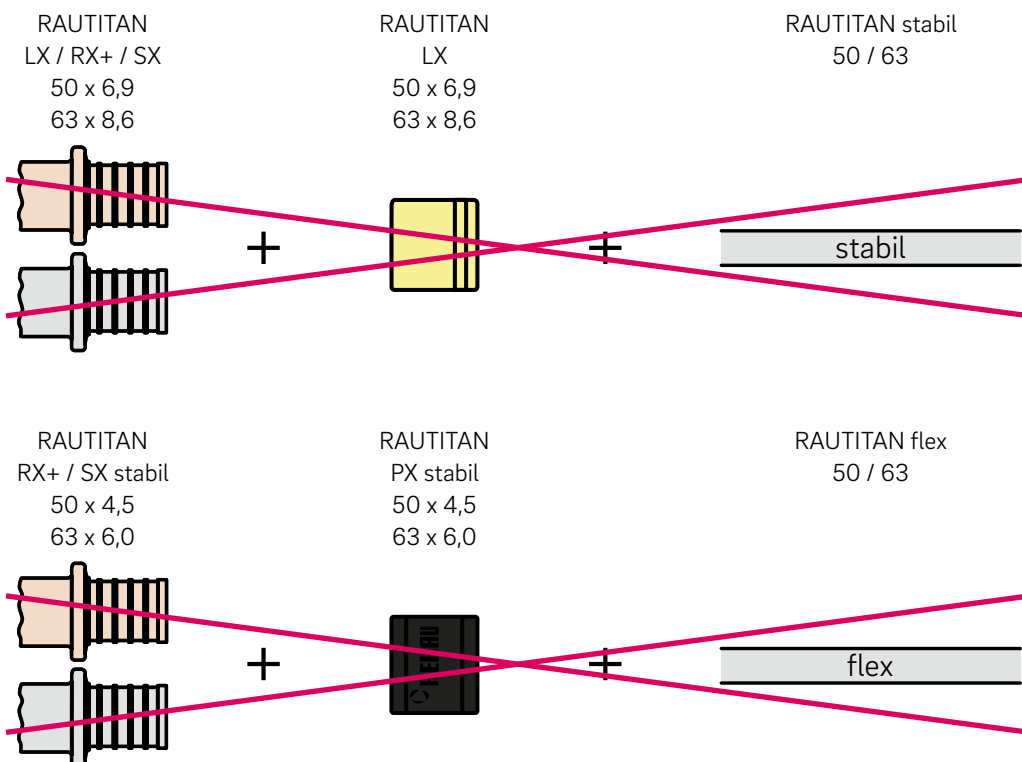 RAUTITAN
LX / RX+ / SX
50 x 6,9
63 x 8,6
RAUTITAN
LX
50 x 6,9
63 x 8,6
RAUTITAN stabil
50 / 63
+
+
stabil
RAUTITAN
RX+ / SX stabil
50 x 4,5
63 x 6,0
RAUTITAN
PX stabil
50 x 4,5
63 x 6,0
RAUTITAN flex
50 / 63
+
REHAU
+
flex